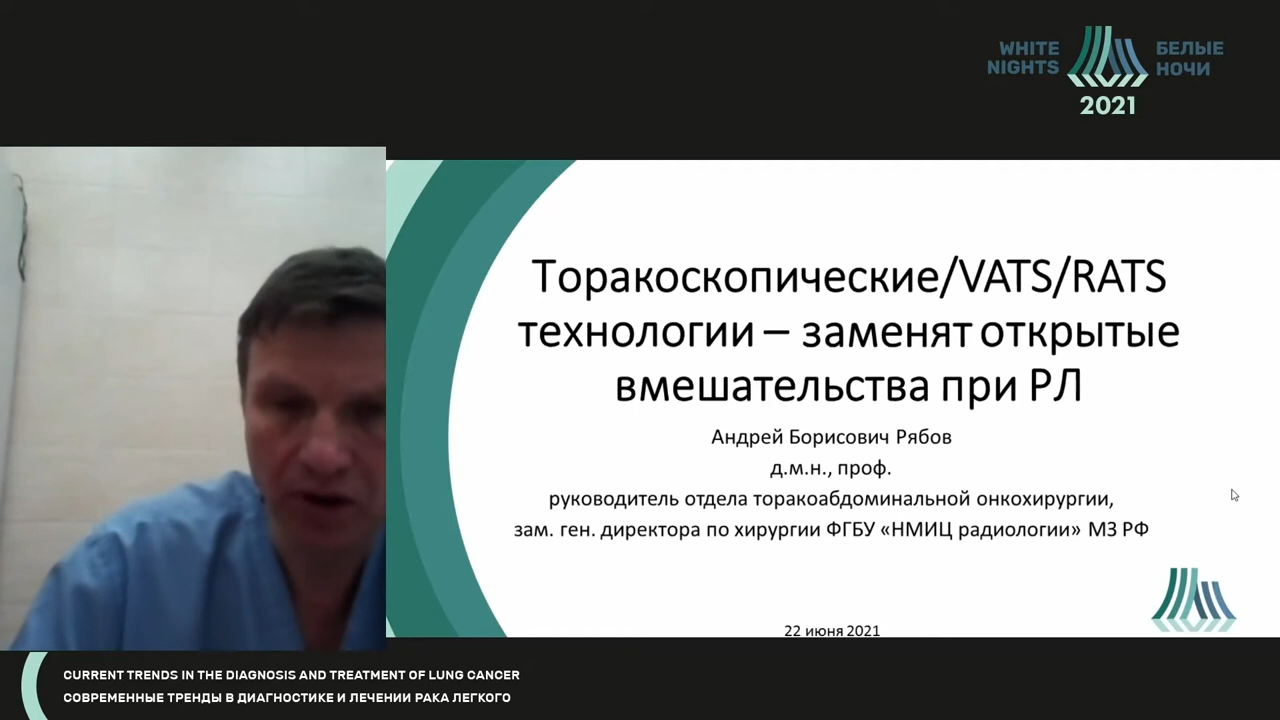 WHITE
NIGHTS
БЕЛЫЕ
НОЧИ
2021
Торакоскопические/VATS/RATS
технологии – заменят открытые
вмешательства при РЛ
Андрей Борисович Рябов
д.м.н., проф.
руководитель отдела торакоабдоминальной онкохирургии,
зам. ген. директора по хирургии ФГБУ «НМИЦ радиологии» МЗ РФ
22 июня 2021
CURRENT TRENDS IN THE DIAGNOSIS AND TREATMENT OF LUNG CANCER
СОВРЕМЕННЫЕ ТРЕНДЫ В ДИАГНОСТИКЕ И ЛЕЧЕНИИ РАКА ЛЕГКОГО